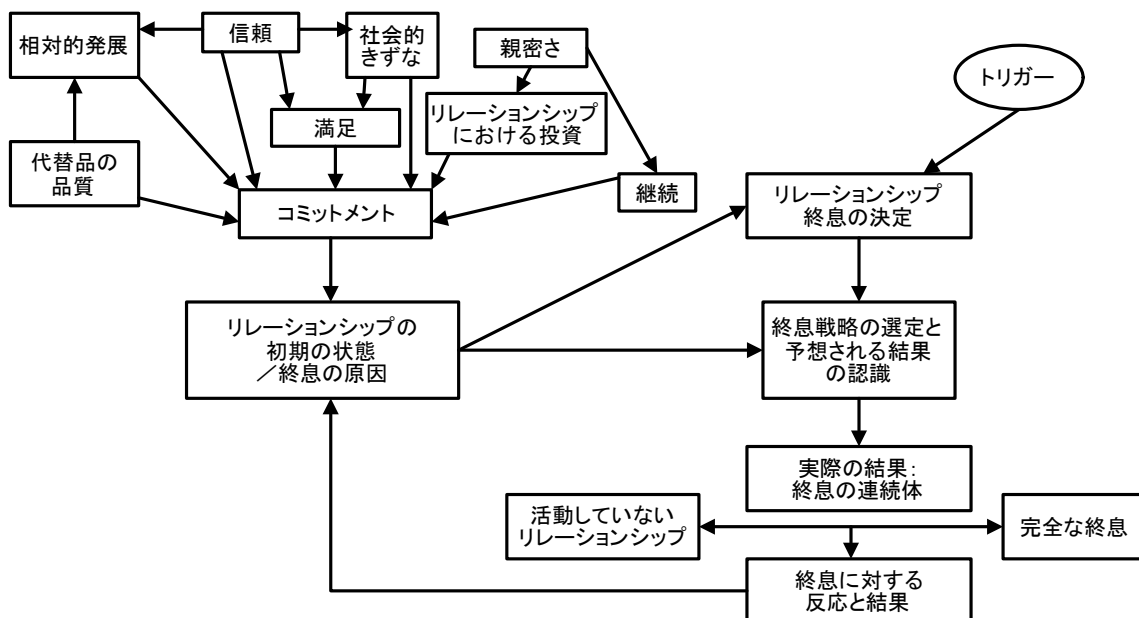 相対的発展
信頼
社会的
きずな
親密さ
トリガー
満足
リレーションシップ
における投資
代替品の
品質
コミットメント
継続
リレーションシップ
終息の決定
リレーションシップの
初期の状態
／終息の原因
終息戦略の選定と
予想される結果
の認識
実際の結果：
終息の連続体
活動していない
リレーションシップ
完全な終息
終息に対する
反応と結果